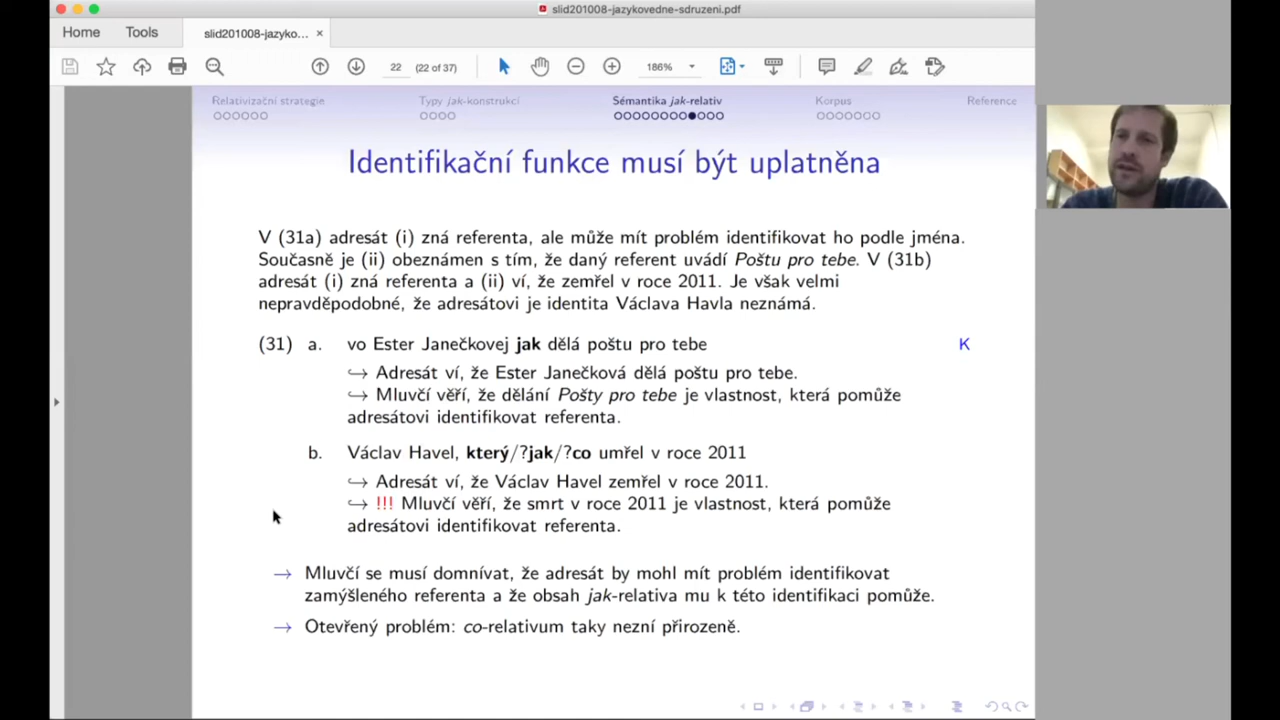 slid201008-jazykovedne-sdruzeni.pdf
Home Tools slid201008-jazyko... ×
22 (22 of 37) 186%
Relativizační strategie Typy jak-konstrukcí Sémantika jak-relativ Korpus Reference
Identifikační funkce musí být uplatněna
V (31a) adresát (i) zná referenta, ale může mít problém identifikovat ho podle jména.
Současně je (ii) obeznámen s tím, že daný referent uvádí Poštu pro tebe. V (31b)
adresát (i) zná referenta a (ii) ví, že zemřel v roce 2011. Je však velmi
nepravděpodobné, že adresátovi je identita Václava Havla neznámá.
(31) a. vo Ester Janečkovej jak dělá poštu pro tebe K
↪ Adresát ví, že Ester Janečková dělá poštu pro tebe.
↪ Mluvčí věří, že dělání Pošty pro tebe je vlastnost, která pomůže
adresátovi identifikovat referenta.
b. Václav Havel, který/?jak/?co umřel v roce 2011
↪ Adresát ví, že Václav Havel zemřel v roce 2011.
↪ !!! Mluvčí věří, že smrt v roce 2011 je vlastnost, která pomůže
adresátovi identifikovat referenta.
→ Mluvčí se musí domnívat, že adresát by mohl mít problém identifikovat
zamýšleného referenta a že obsah jak-relativa mu k této identifikaci pomůže.
→ Otevřený problém: co-relativum taky nezní přirozeně.